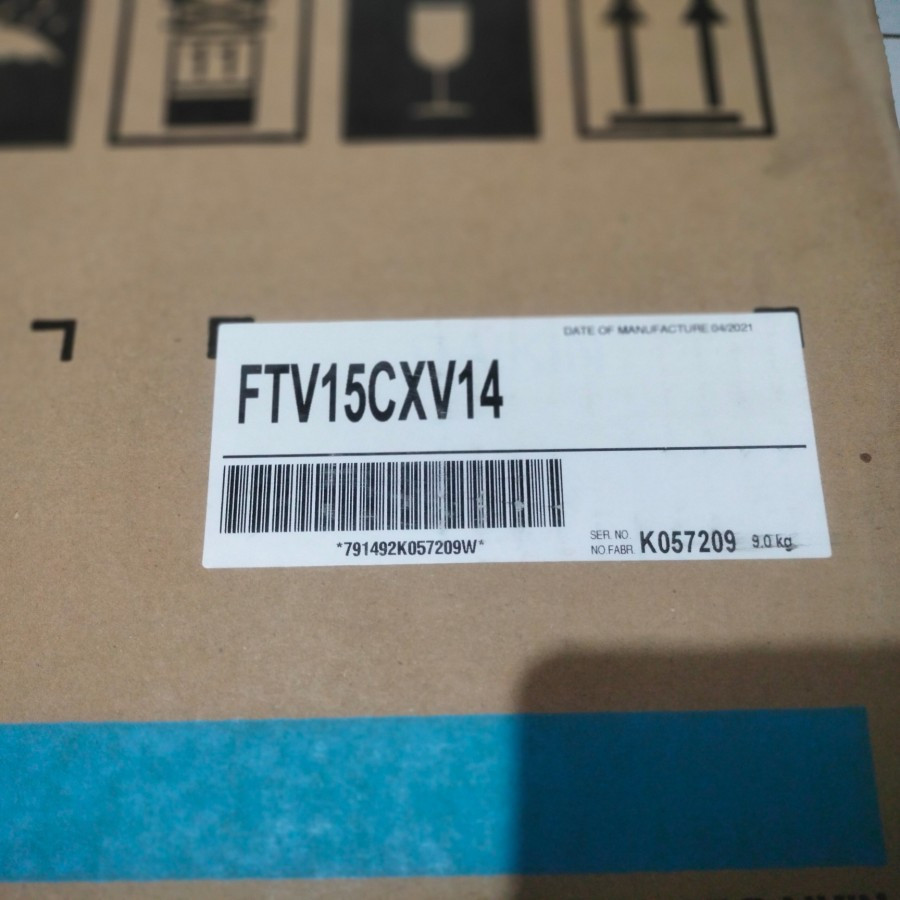 DATE OF MANUFACTURE 04/2021
FTV15CXV14
*791492K057209W*
SER. NO.
NO FABR.
K057209 9.0 kg